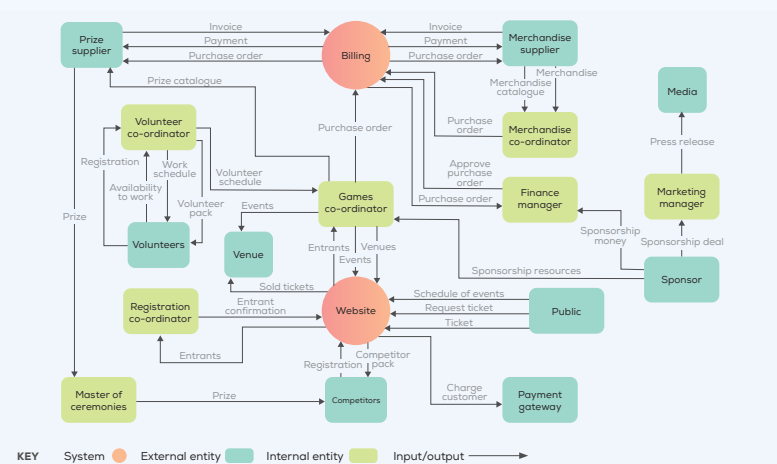 Invoice
Invoice
Prize
supplier
Payment
Billing
Payment
Merchandise
supplier
Purchase order
Purchase order
Merchandise
Prize catalogue
Merchandise
catalogue
Media
Volunteer
co-ordinator
Purchase order
Purchase
order
Merchandise
co-ordinator
Press release
Registration
Work
schedule
Volunteer
schedule
Approve
purchase
order
Availability
to work
Games
co-ordinator
Purchase order
Finance
manager
Marketing
manager
Volunteer
pack
Events
Prize
Sponsorship
money
Sponsorship deal
Volunteers
Venue
Entrants
Venues
Events
Sponsorship resources
Sponsor
Sold tickets
Schedule of events
Registration
co-ordinator
Entrant
confirmation
Website
Request ticket
Public
Ticket
Entrants
Registration
Competitor
pack
Master of
ceremonies
Prize
Competitors
Charge
customer
Payment
gateway
KEY System External entity Internal entity Input/output